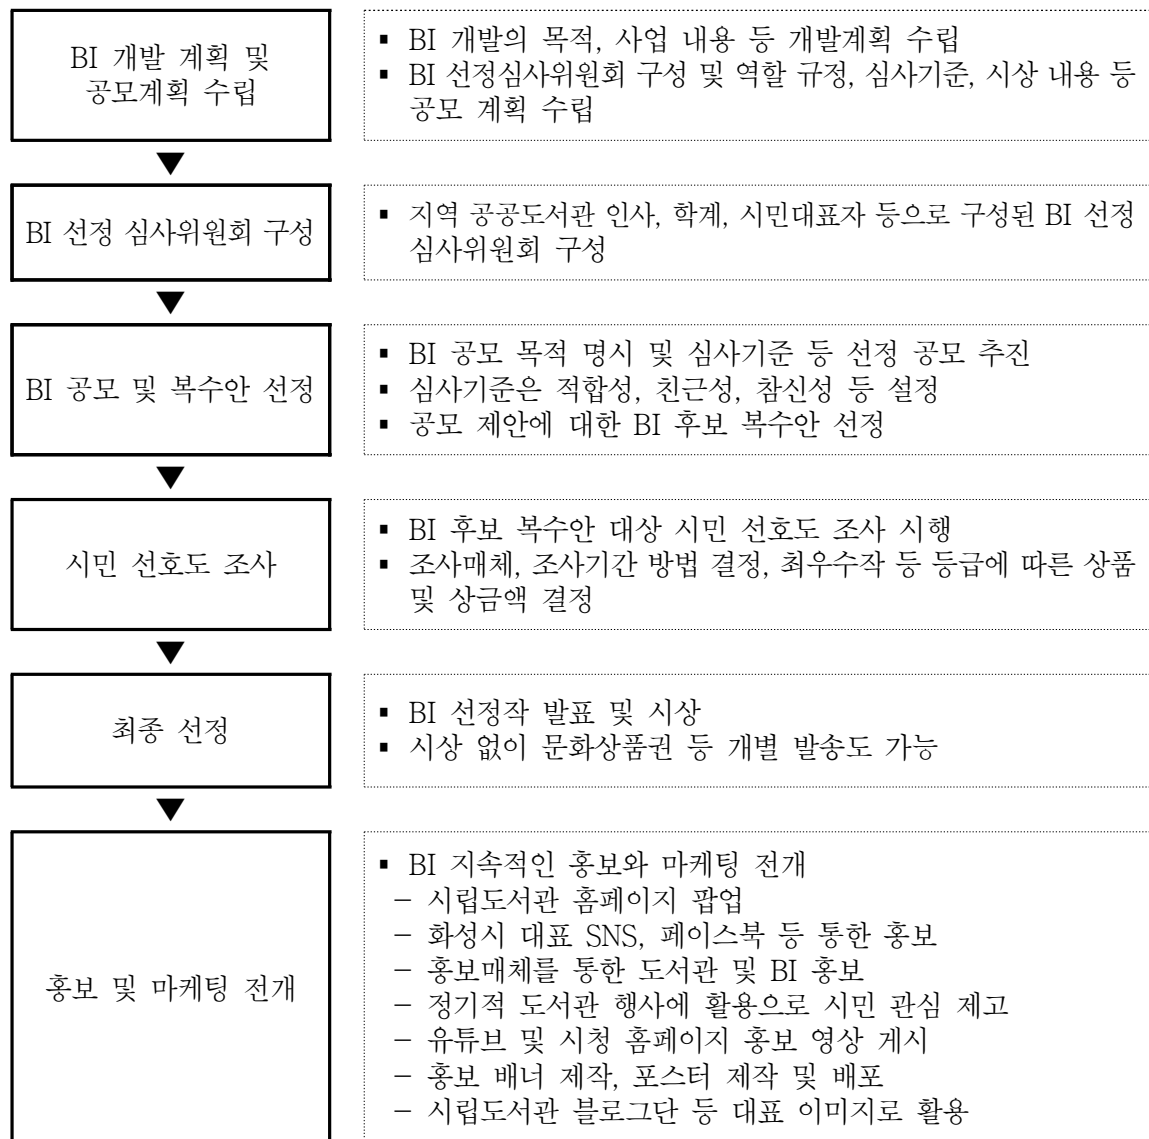 BI 개발 계획 및
공모계획 수립
▪ BI 개발의 목적, 사업 내용 등 개발계획 수립
▪ BI 선정심사위원회 구성 및 역할 규정, 심사기준, 시상 내용 등
공모 계획 수립
▼
BI 선정 심사위원회 구성
▪ 지역 공공도서관 인사, 학계, 시민대표자 등으로 구성된 BI 선정
심사위원회 구성
▼
BI 공모 및 복수안 선정
▪ BI 공모 목적 명시 및 심사기준 등 선정 공모 추진
▪ 심사기준은 적합성, 친근성, 참신성 등 설정
▪ 공모 제안에 대한 BI 후보 복수안 선정
▼
시민 선호도 조사
▪ BI 후보 복수안 대상 시민 선호도 조사 시행
▪ 조사매체, 조사기간 방법 결정, 최우수작 등 등급에 따른 상품
및 상금액 결정
▼
최종 선정
▪ BI 선정작 발표 및 시상
▪ 시상 없이 문화상품권 등 개별 발송도 가능
▼
홍보 및 마케팅 전개
▪ BI 지속적인 홍보와 마케팅 전개
– 시립도서관 홈페이지 팝업
– 화성시 대표 SNS, 페이스북 등 통한 홍보
– 홍보매체를 통한 도서관 및 BI 홍보
– 정기적 도서관 행사에 활용으로 시민 관심 제고
– 유튜브 및 시청 홈페이지 홍보 영상 게시
– 홍보 배너 제작, 포스터 제작 및 배포
– 시립도서관 블로그단 등 대표 이미지로 활용